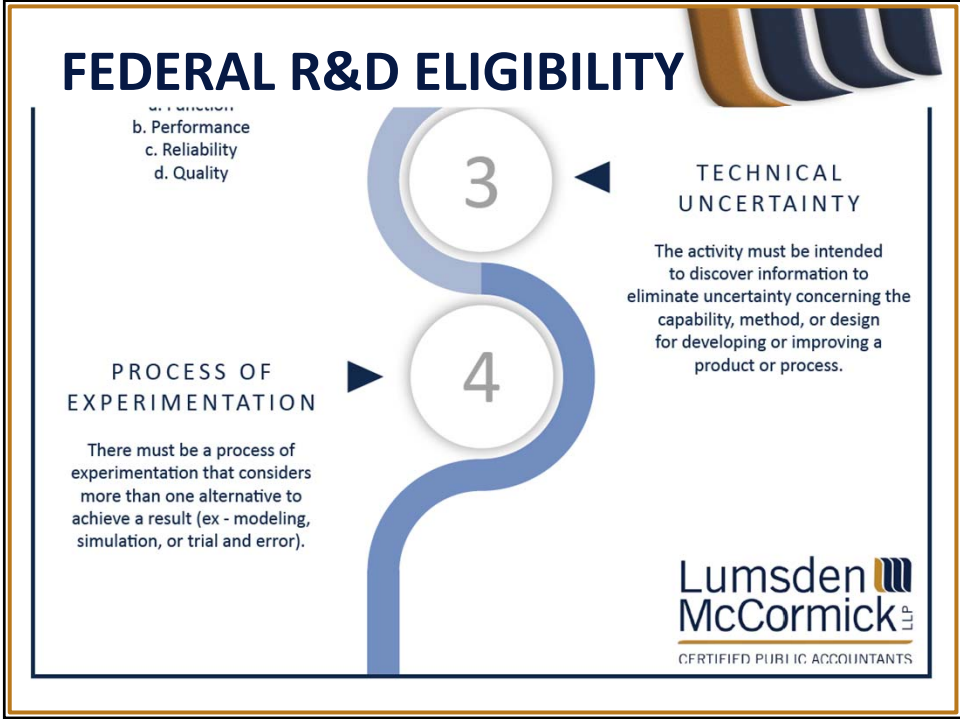 FEDERAL R&D ELIGIBILITY
a. Function
b. Performance
c. Reliability
d. Quality
3
TECHNICAL
UNCERTAINTY
The activity must be intended
to discover information to
eliminate uncertainty concerning the
capability, method, or design
for developing or improving a
product or process.
PROCESS OF
EXPERIMENTATION
4
There must be a process of
experimentation that considers
more than one alternative to
achieve a result (ex - modeling,
simulation, or trial and error).
Lumsden
McCormick LLP
CERTIFIED PUBLIC ACCOUNTANTS